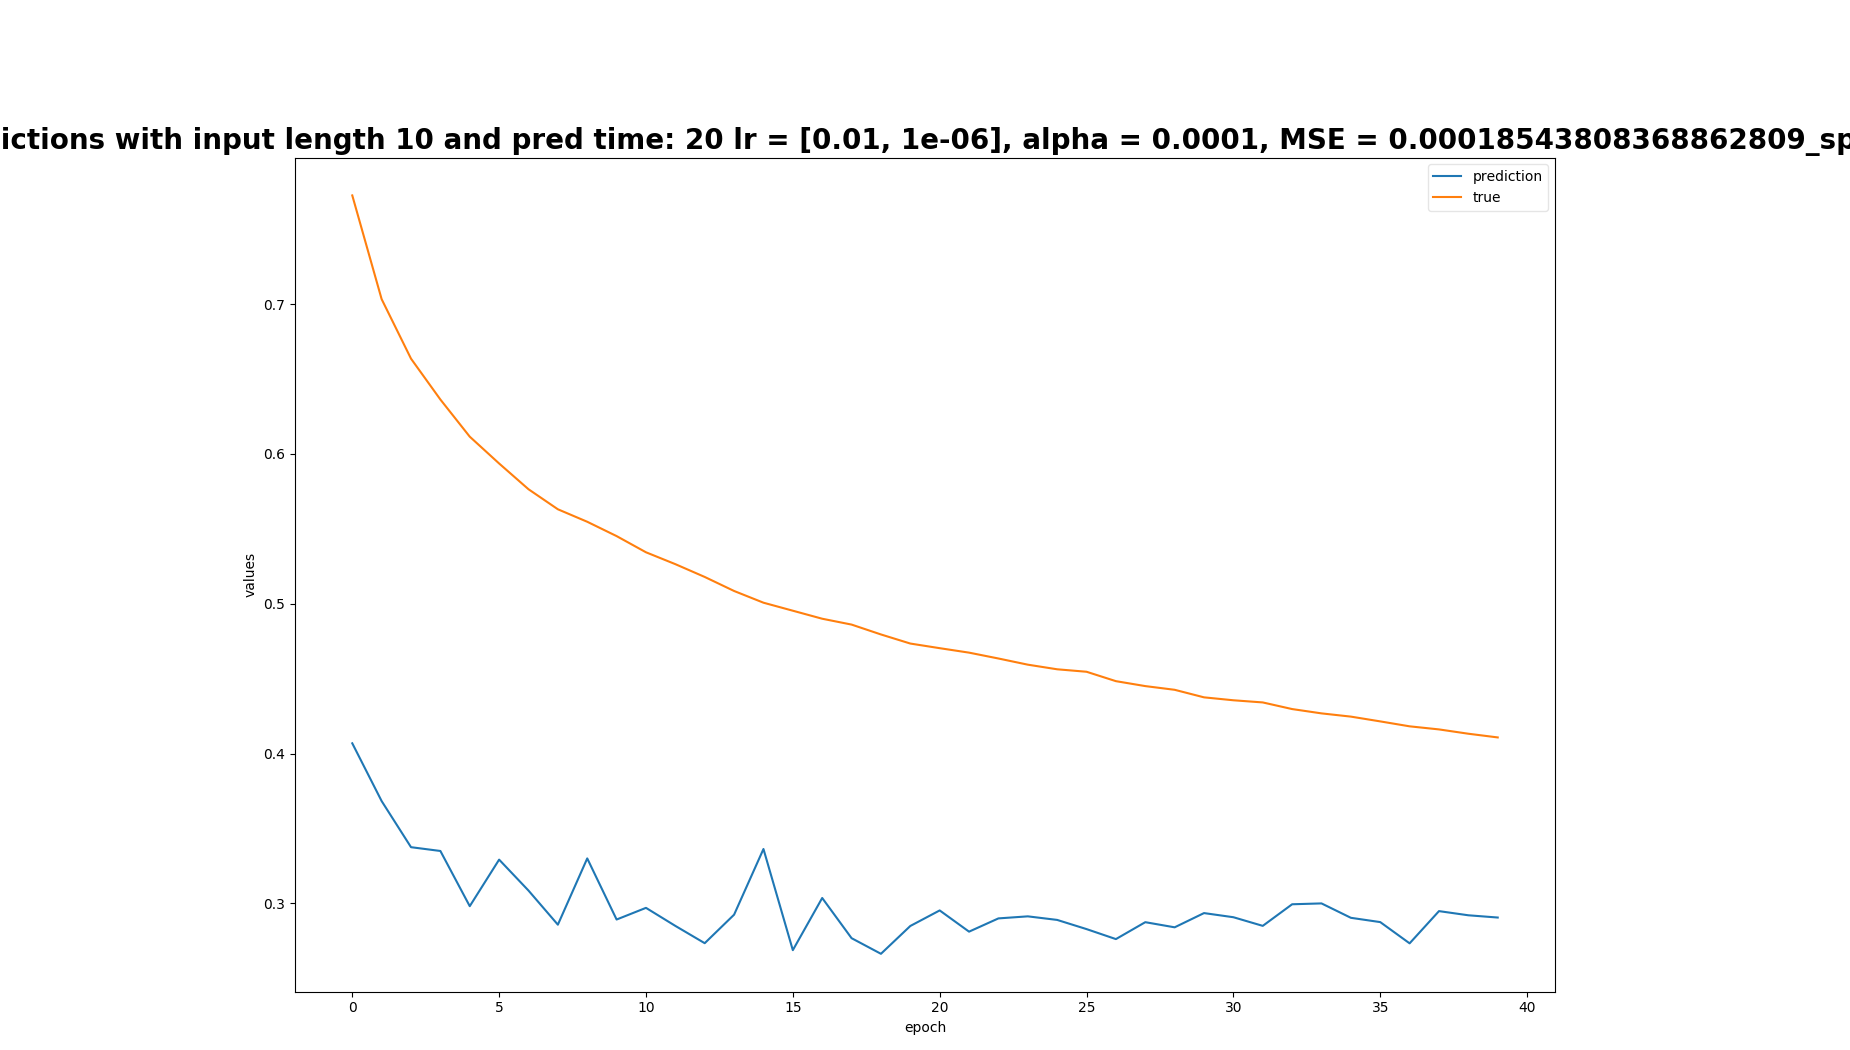 ictions with input length 10 and pred time: 20 lr = [0.01, 1e-06], alpha = 0.0001, MSE = 0.00018543808368862809_sp
prediction
true
0.7
0.6
0.5
0.4
0.3
values
0 5 10 15 20 25 30 35 40
epoch